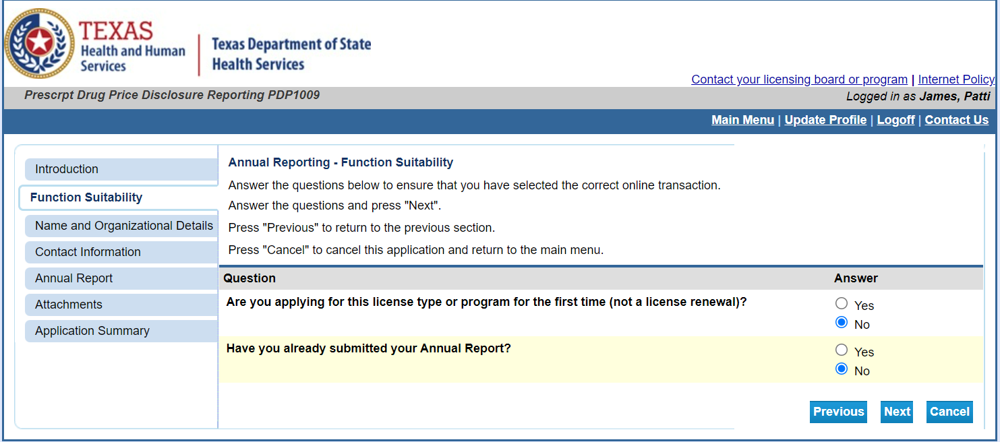 TEXAS
Health and Human
Services
Texas Department of State
Health Services
Contact your licensing board or program | Internet Policy
Prescrpt Drug Price Disclosure Reporting PDP1009
Logged in as James, Patti
Main Menu | Update Profile | Logoff | Contact Us
Introduction
Function Suitability
Name and Organizational Details
Contact Information
Annual Report
Attachments
Application Summary
Annual Reporting - Function Suitability
Answer the questions below to ensure that you have selected the correct online transaction.
Answer the questions and press "Next".
Press "Previous" to return to the previous section.
Press "Cancel" to cancel this application and return to the main menu.
Question Answer
Are you applying for this license type or program for the first time (not a license renewal)?
Yes
No
Have you already submitted your Annual Report?
Yes
No
Previous Next Cancel